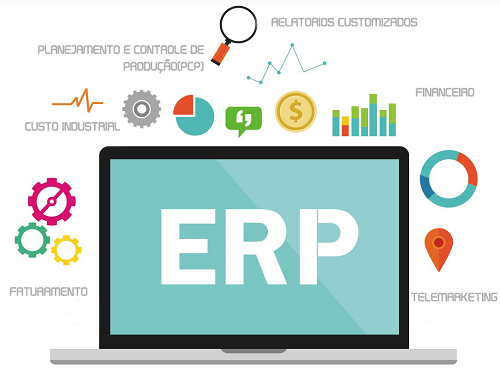 RELATORIOS CUSTOMIZADOS
PLANEJAMENTO E CONTROLE DE
PRODUÇÃO(PCP)
FINANCEIRO
CUSTO INDUSTRIAL
$
ERP
FATURAMENTO
TELEMARKETING